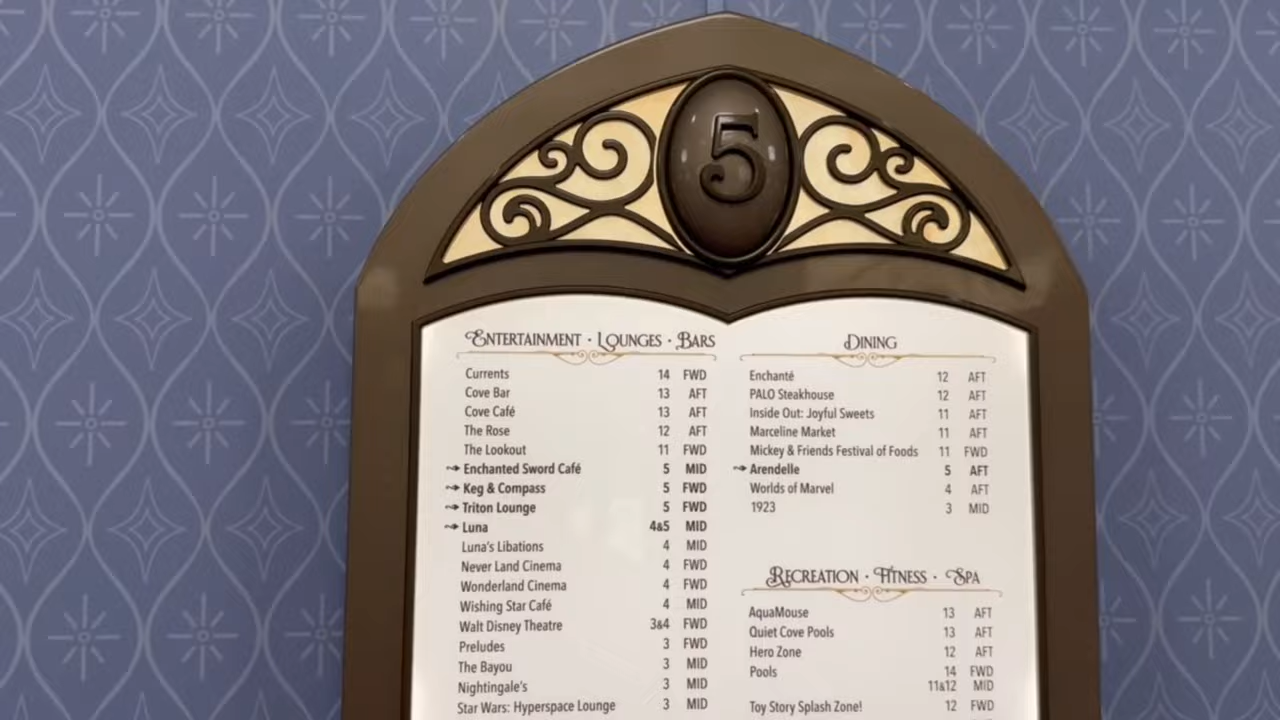 5
ENTERTAINMENT · LOUNGES · BARS
Currents 14 FWD
Cove Bar 13 AFT
Cove Café 13 AFT
The Rose 12 AFT
The Lookout 11 FWD
Enchanted Sword Café 5 MID
Keg & Compass 5 FWD
Triton Lounge 5 FWD
Luna 4&5 MID
Luna's Libations 4 MID
Never Land Cinema 4 FWD
Wonderland Cinema 4 FWD
Wishing Star Café 4 MID
Walt Disney Theatre 3&4 FWD
Preludes 3 FWD
The Bayou 3 MID
Nightingale's 3 MID
Star Wars: Hyperspace Lounge 3 MID
DINING
Enchanté 12 AFT
PALO Steakhouse 12 AFT
Inside Out: Joyful Sweets 11 AFT
Marceline Market 11 AFT
Mickey & Friends Festival of Foods 11 FWD
Arendelle 5 AFT
Worlds of Marvel 4 AFT
1923 3 MID
RECREATION · FITNESS · SPA
AquaMouse 13 AFT
Quiet Cove Pools 13 AFT
Hero Zone 12 AFT
Pools 14 FWD
11&12 MID
Toy Story Splash Zone! 12 FWD